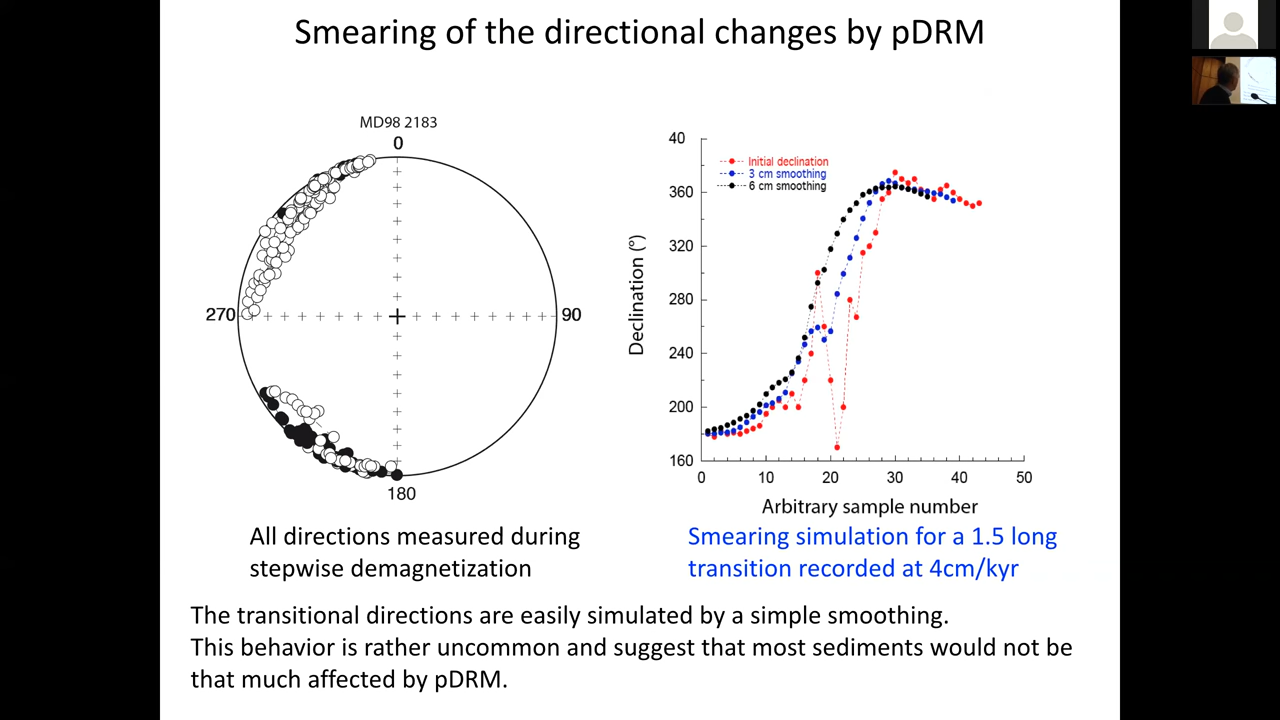 Smearing of the directional changes by pDRM
MD98 2183
0
270
90
180
All directions measured during
stepwise demagnetization
40
360
320
280
240
200
160
Declination (°)
Initial declination
3 cm smoothing
6 cm smoothing
0 10 20 30 40 50
Arbitrary sample number
Smearing simulation for a 1.5 long
transition recorded at 4cm/kyr
The transitional directions are easily simulated by a simple smoothing.
This behavior is rather uncommon and suggest that most sediments would not be
that much affected by pDRM.